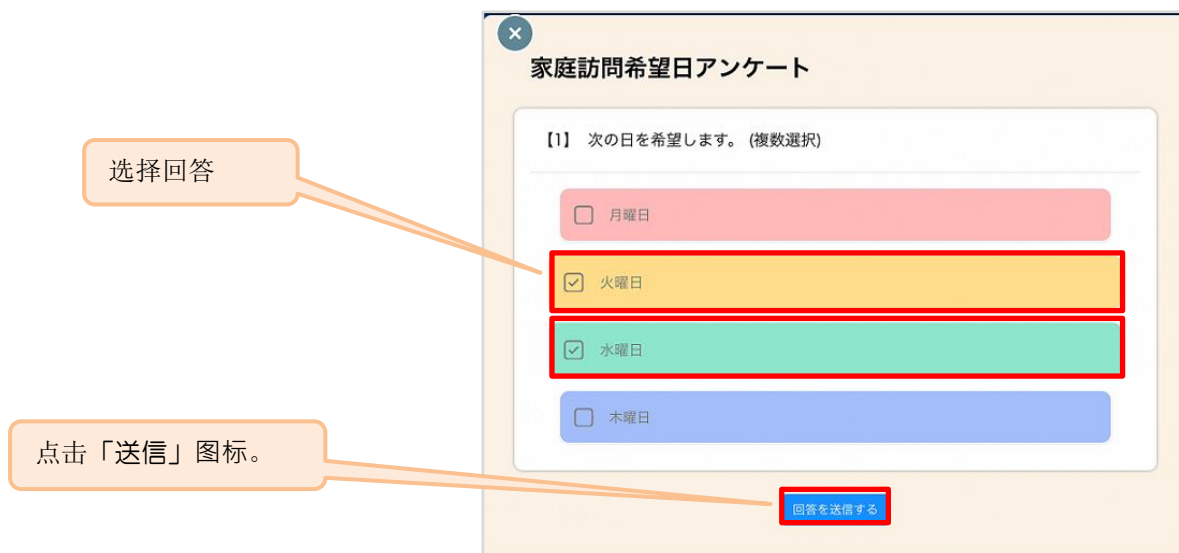 家庭訪問希望日アンケート
【1】 次の日を希望します。 (複数選択)
选择回答
月曜日
火曜日
水曜日
木曜日
点击「送信」图标。
回答を送信する